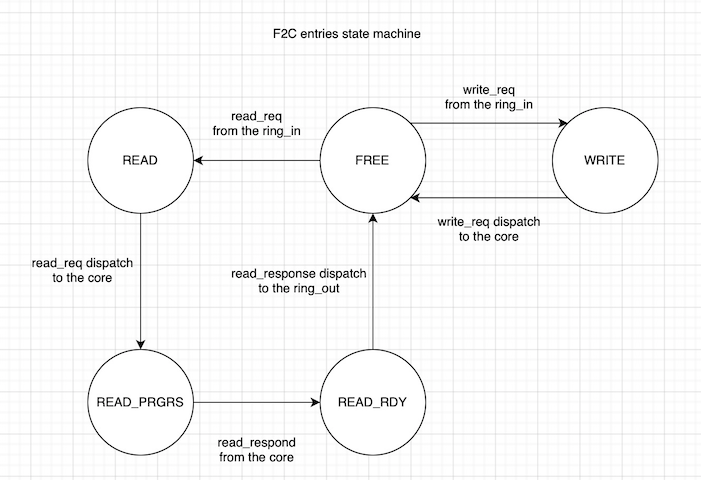 F2C entries state machine
write_req
from the ring_in
read_req
from the ring_in
READ
FREE
WRITE
write_req dispatch
to the core
read_req dispatch
to the core
read_response dispatch
to the ring_out
READ_PRGRS
READ_RDY
read_respond
from the core